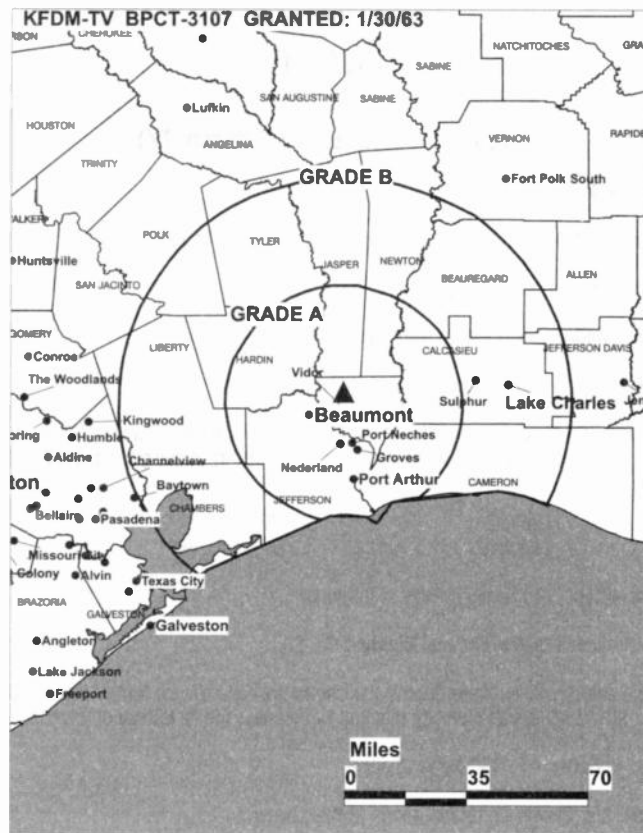 KFDM-TV BPCT-3107 GRANTED: 1/30/63
CHEROKEE
NATCHITOCHES
SABINE
SAN AUGUSTINE
SABINE
Lufkin
HOUSTON
ANGELINA
VERNON
TRINITY
GRADE B
Fort Polk South
POLK
TYLER
JASPER
NEWTON
Huntsville
BEAUREGARD
ALLEN
SAN JACINTO
GRADE A
LIBERTY
HARDIN
CALCASIEU
JEFFERSON DAVIS
Conroe
Vidor
The Woodlands
Sulphur
Lake Charles
Beaumont
Kingwood
Humble
Port Neches
Aldine
Nederland
Groves
Channelview
Port Arthur
Baytown
CAMERON
JEFFERSON
CHAMBERS
Bellaire
Pasadena
Missouri City
Colony
Alvin
Texas City
BRAZORIA
GALVESTON
Galveston
Angleton
Lake Jackson
Freeport
Miles
0 35 70